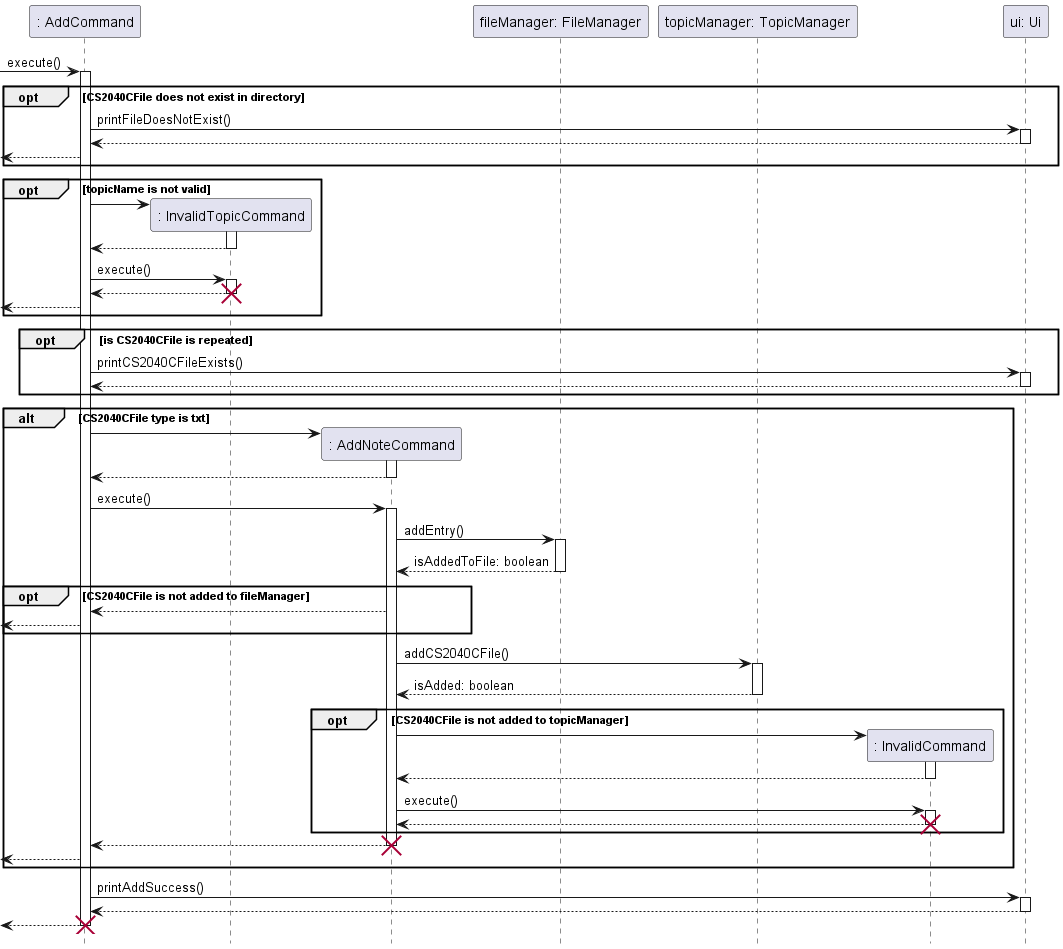 : AddCommand
fileManager: FileManager
topicManager: TopicManager
ui: Ui
execute()
opt
[CS2040CFile does not exist in directory]
printFileDoesNotExist()
opt
[topicName is not valid]
: InvalidTopicCommand
execute()
opt
[is CS2040CFile is repeated]
printCS2040CFileExists()
alt
[CS2040CFile type is txt]
: AddNoteCommand
execute()
addEntry()
isAddedToFile: boolean
opt
[CS2040CFile is not added to fileManager]
addCS2040CFile()
isAdded: boolean
opt
[CS2040CFile is not added to topicManager]
: InvalidCommand
execute()
printAddSuccess()